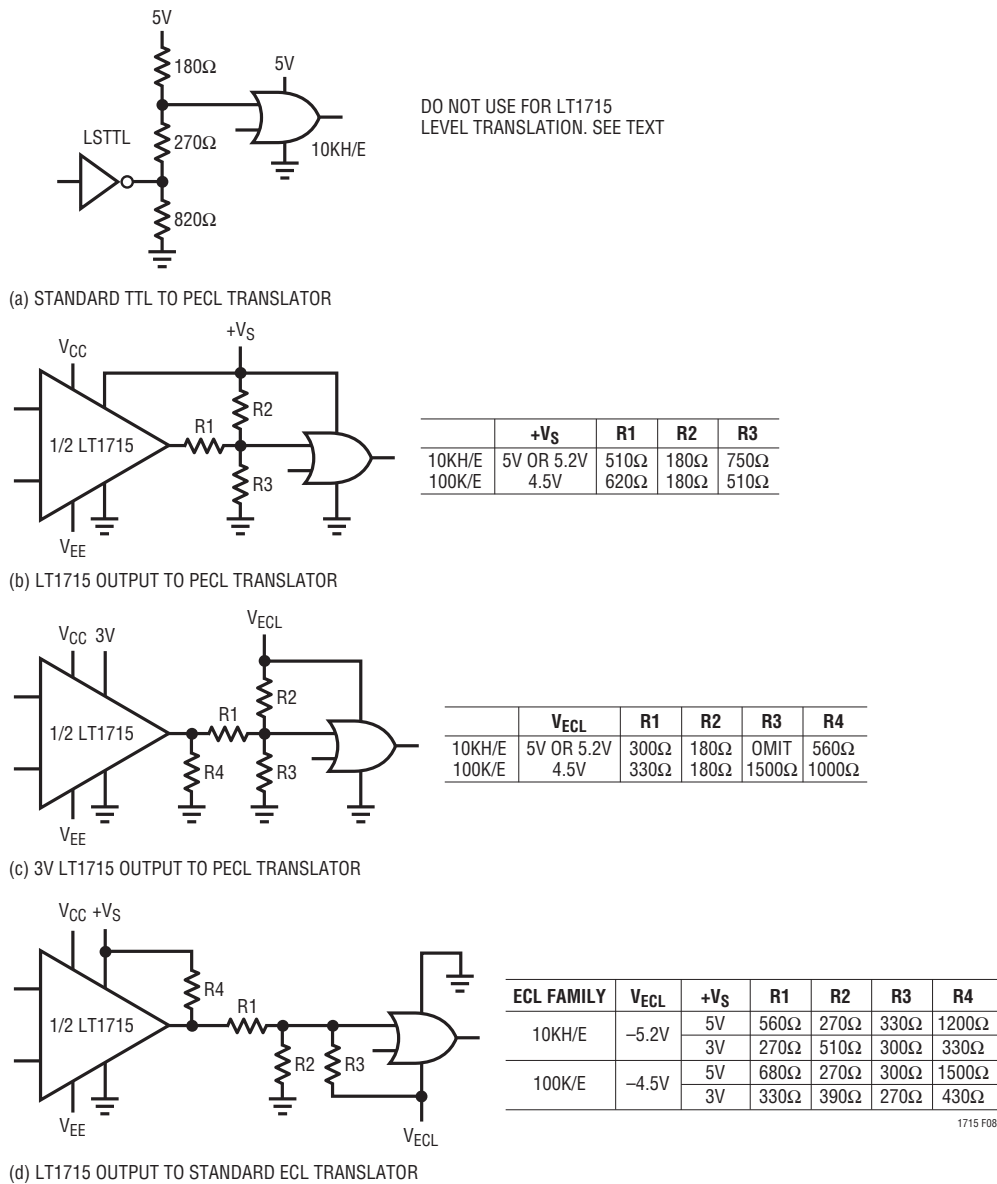 5V
180Ω
5V
DO NOT USE FOR LT1715
LEVEL TRANSLATION. SEE TEXT
LSTTL
270Ω
10KH/E
820Ω
(a) STANDARD TTL TO PECL TRANSLATOR
+VS
VCC
R2
R1
1/2 LT1715
R3
VEE
+VS R1 R2 R3
10KH/E 5V OR 5.2V 510Ω 180Ω 750Ω
100K/E 4.5V 620Ω 180Ω 510Ω
(b) LT1715 OUTPUT TO PECL TRANSLATOR
VECL
VCC 3V
R2
R1
1/2 LT1715
R4 R3
VEE
VECL R1 R2 R3 R4
10KH/E 5V OR 5.2V 300Ω 180Ω OMIT 560Ω
100K/E 4.5V 330Ω 180Ω 1500Ω 1000Ω
(c) 3V LT1715 OUTPUT TO PECL TRANSLATOR
VCC +VS
R4
R1
1/2 LT1715
R2 R3
VEE
VECL
ECL FAMILY VECL +VS R1 R2 R3 R4
10KH/E –5.2V 5V 560Ω 270Ω 330Ω 1200Ω
3V 270Ω 510Ω 300Ω 330Ω
100K/E –4.5V 5V 680Ω 270Ω 300Ω 1500Ω
3V 330Ω 390Ω 270Ω 430Ω
1715 F08
(d) LT1715 OUTPUT TO STANDARD ECL TRANSLATOR